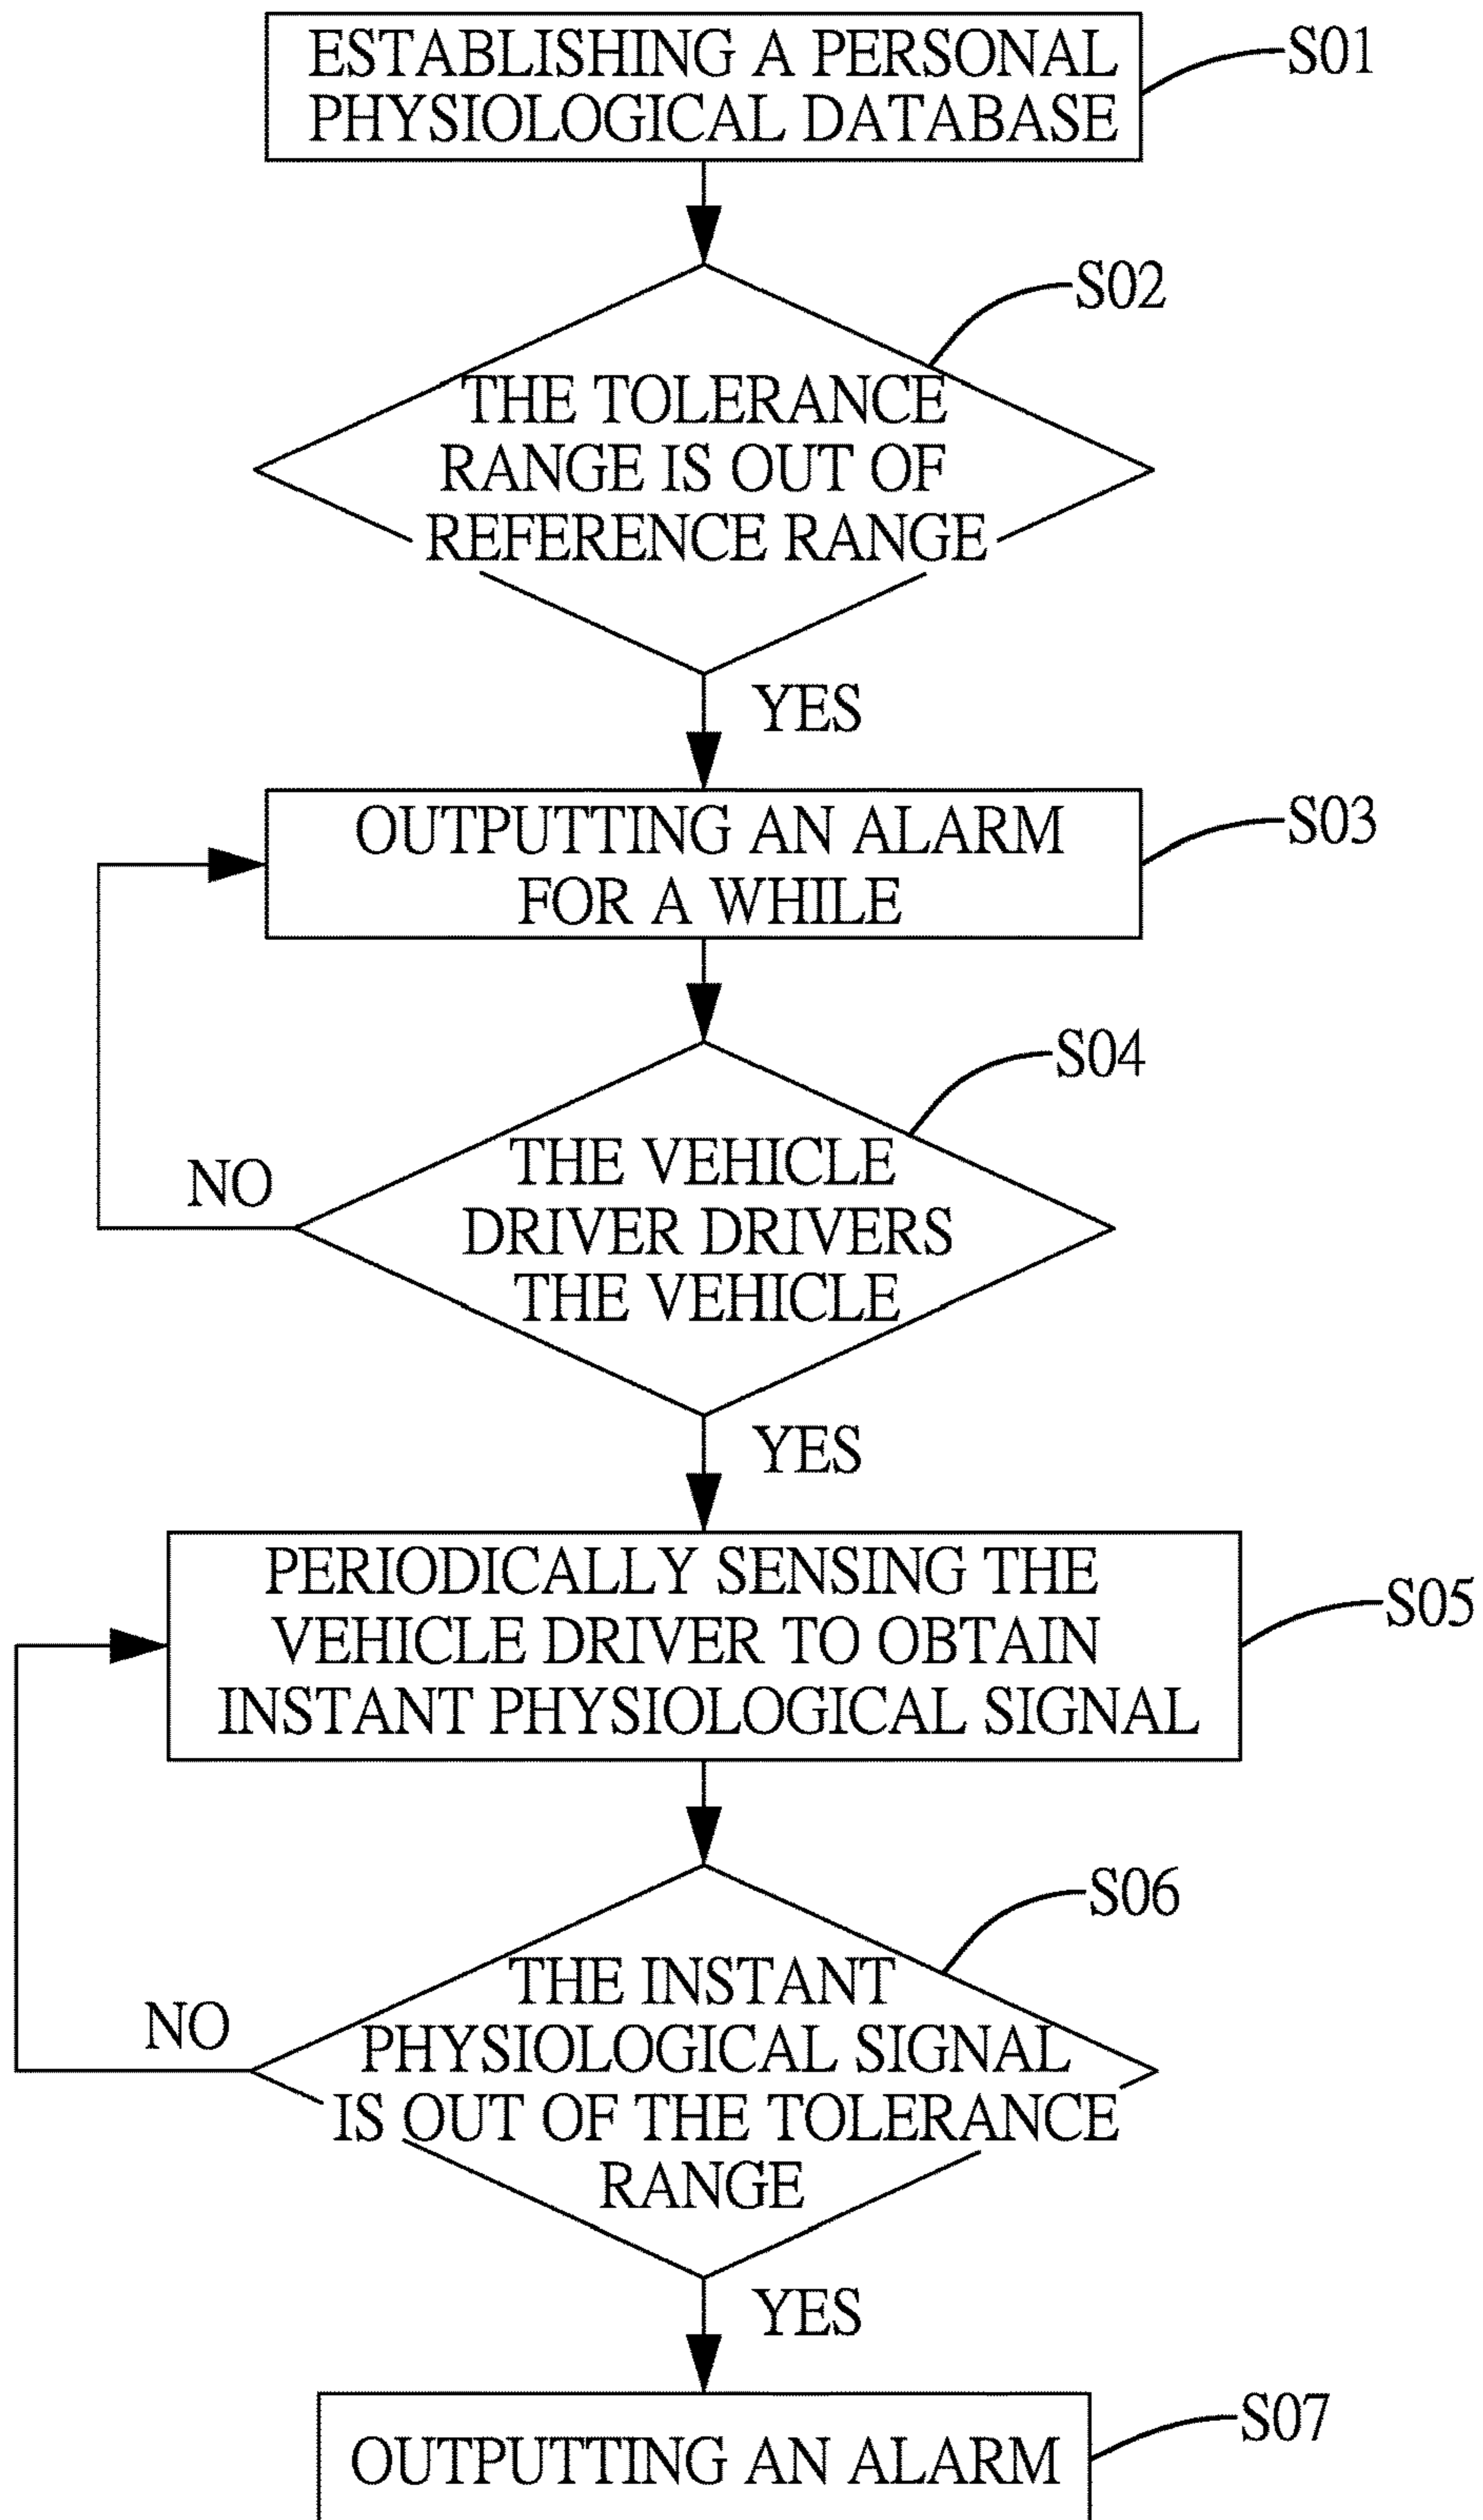 ESTABLISHING A PERSONAL
PHYSIOLOGICAL DATABASE
S01
S02
THE TOLERANCE
RANGE IS OUT OF
REFERENCE RANGE
YES
OUTPUTTING AN ALARM
FOR A WHILE
S03
S04
THE VEHICLE
DRIVER DRIVERS
THE VEHICLE
NO
YES
PERIODICALLY SENSING THE
VEHICLE DRIVER TO OBTAIN
INSTANT PHYSIOLOGICAL SIGNAL
S05
S06
THE INSTANT
PHYSIOLOGICAL SIGNAL
IS OUT OF THE TOLERANCE
RANGE
NO
YES
OUTPUTTING AN ALARM
S07